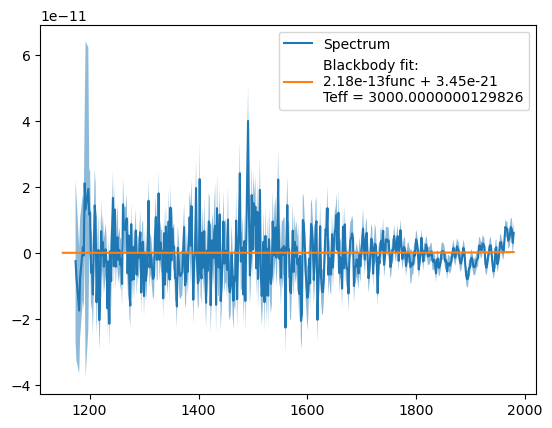 1e−11
Spectrum
Blackbody fit:
2.18e-13func + 3.45e-21
Teff = 3000.0000000129826
6
4
2
0
−2
−4
1200
1400
1600
1800
2000